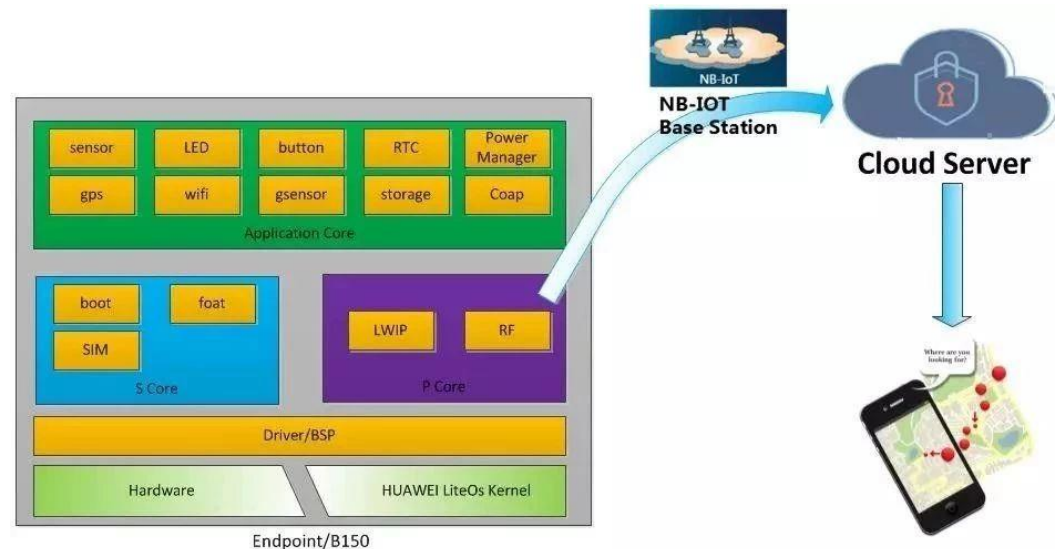 NB-IoT
NB-IOT
Base Station
Cloud Server
sensor
LED
button
RTC
Power
Manager
gps
wifi
gsensor
storage
Coap
Application Core
boot
foat
SIM
S Core
LWIP
RF
P Core
Driver/BSP
Hardware
HUAWEI LiteOs Kernel
Endpoint/B150
Where are you
looking for?